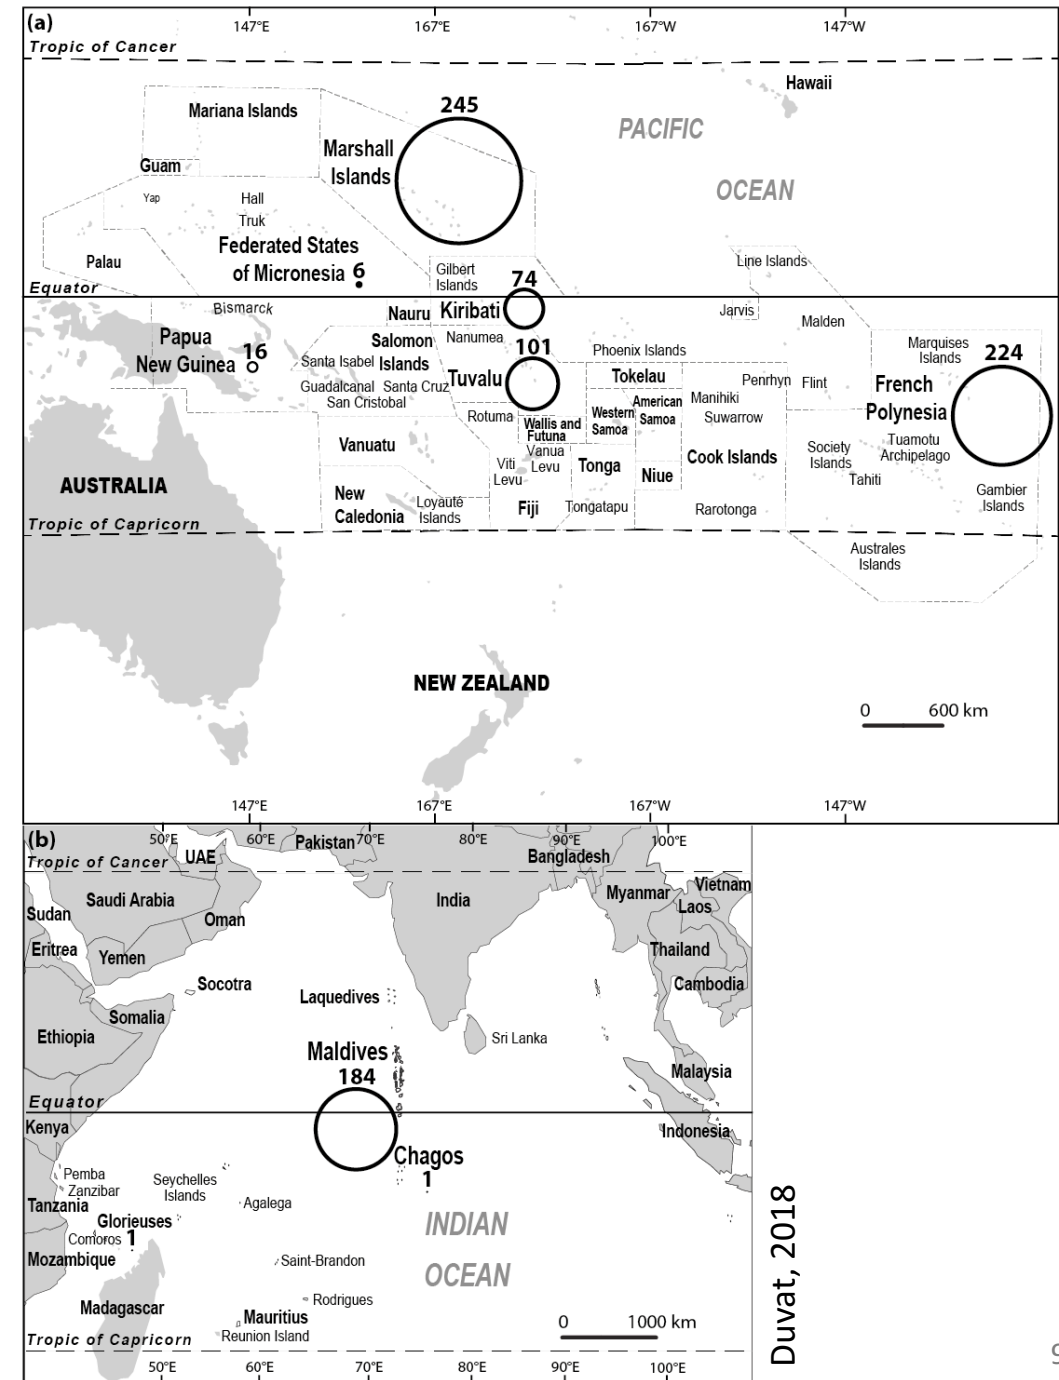 (a)
147°E
167°E
167°W
147°W
Tropic of Cancer
Hawaii
Mariana Islands
245
PACIFIC
OCEAN
Marshall
Islands
Guam
Yap
Hall
Truk
Federated States
of Micronesia
6
Palau
Gilbert
Islands
Line Islands
Equator
74
Bismarck
Nauru
Kiribati
Jarvis
Malden
Papua
New Guinea
16
Salomon
Islands
Nanumea
101
Santa Isabel
Phoenix Islands
Marquises
Islands
224
Guadalcanal
Santa Cruz
San Cristobal
Tuvalu
Tokelau
Penrhyn
Flint
French
Polynesia
Rotuma
Wallis and
Futuna
Western
Samoa
American
Samoa
Manihiki
Suwarrow
Vanuatu
Vanua
Levu
Viti
Levu
Tonga
Niue
Cook Islands
Society
Islands
Tuamotu
Archipelago
Tahiti
AUSTRALIA
New
Caledonia
Loyauté
Islands
Fiji
Tongatapu
Rarotonga
Gambier
Islands
Tropic of Capricorn
Australes
Islands
NEW ZEALAND
0
600 km
147°E
167°E
167°W
147°W
(b)
50°E
60°E
70°E
80°E
90°E
100°E
Tropic of Cancer
UAE
Pakistan
Bangladesh
Saudi Arabia
India
Myanmar
Vietnam
Laos
Sudan
Oman
Eritrea
Yemen
Thailand
Socotra
Laquedives
Cambodia
Somalia
Ethiopia
Sri Lanka
Maldives
184
Malaysia
Equator
Kenya
Indonesia
Chagos
1
Pemba
Zanzibar
Seychelles
Islands
Tanzania
Agalega
Glorieuses
1
Comoros
INDIAN
OCEAN
Mozambique
Saint-Brandon
Madagascar
Rodrigues
Mauritius
Reunion Island
0
1000 km
Tropic of Capricorn
50°E
60°E
70°E
80°E
90°E
100°E
Duvat, 2018
9